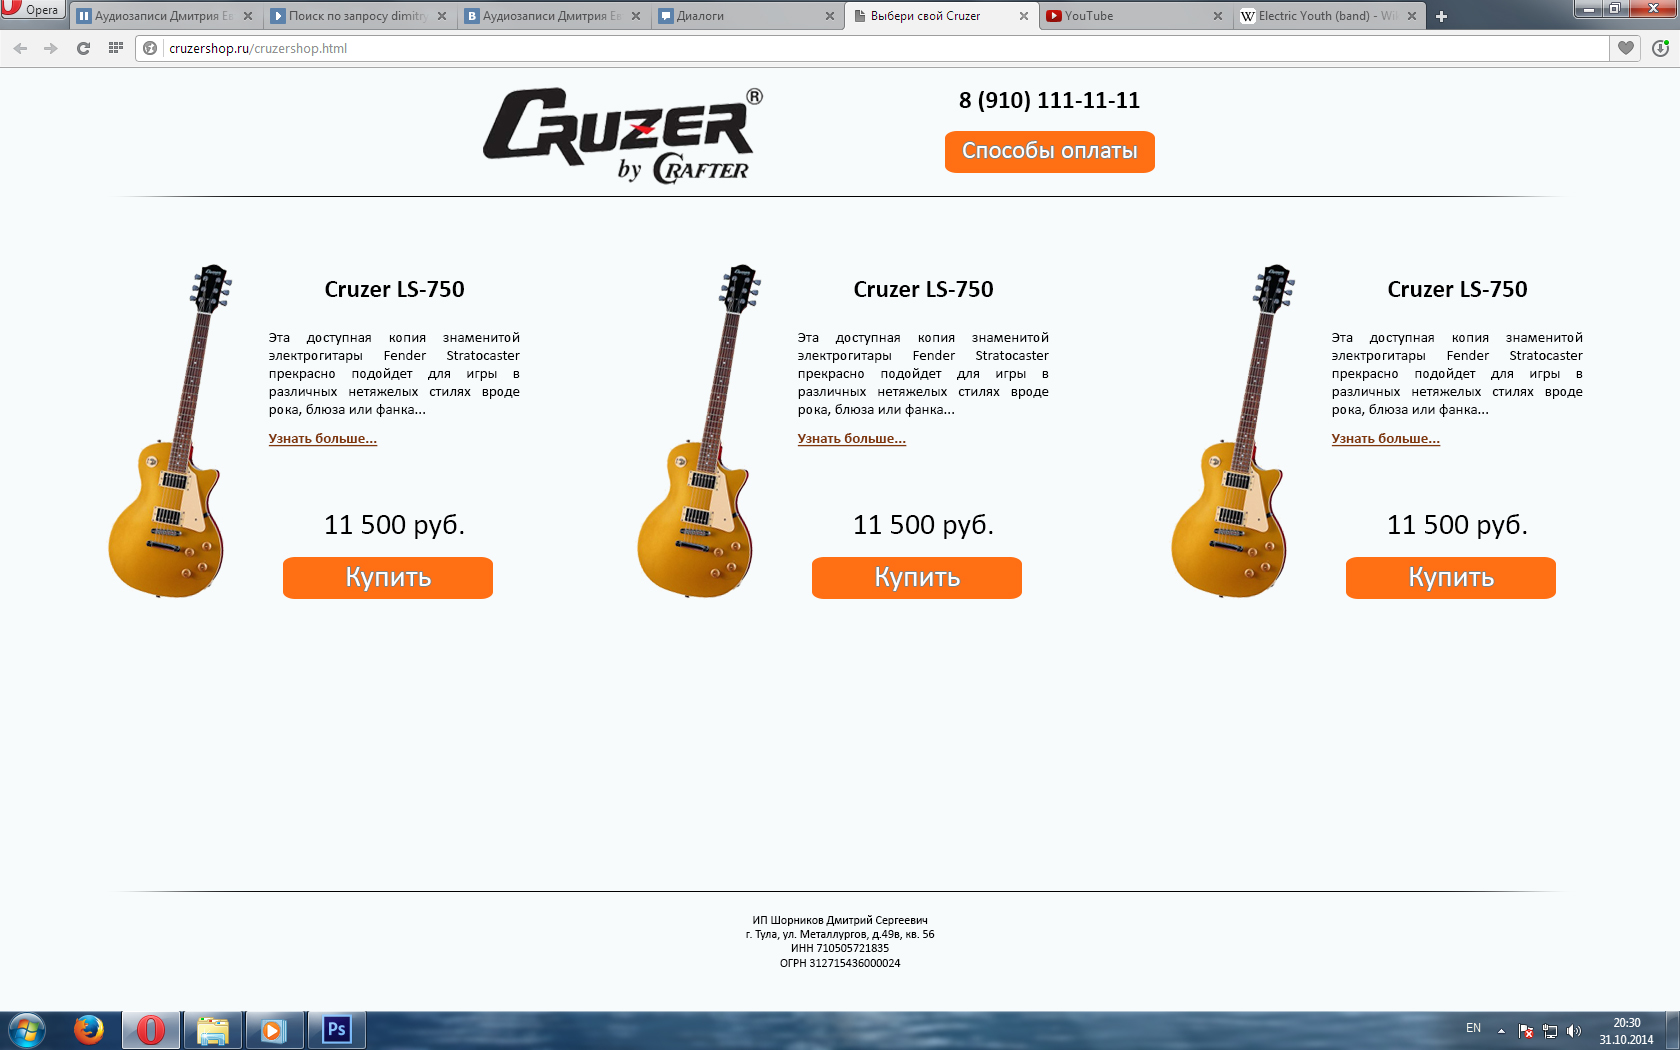 Opera
Аудиозаписи Дмитрия Ев
Поиск по запросу dimitry
Аудиозаписи Дмитрия Ев
Диалоги
Выбери свой Cruzer
YouTube
Electric Youth (band) - Wi
cruzershop.ru/cruzershop.html
CRUZER®
by CRAFTER
8 (910) 111-11-11
Способы оплаты
Cruzer LS-750
Эта доступная копия знаменитой
электрогитары Fender Stratocaster
прекрасно подойдет для игры в
различных нетяжелых стилях вроде
рока, блюза или фанка...
Узнать больше...
11 500 руб.
Купить
Cruzer LS-750
Эта доступная копия знаменитой
электрогитары Fender Stratocaster
прекрасно подойдет для игры в
различных нетяжелых стилях вроде
рока, блюза или фанка...
Узнать больше...
11 500 руб.
Купить
Cruzer LS-750
Эта доступная копия знаменитой
электрогитары Fender Stratocaster
прекрасно подойдет для игры в
различных нетяжелых стилях вроде
рока, блюза или фанка...
Узнать больше...
11 500 руб.
Купить
ИП Шорников Дмитрий Сергеевич
г. Тула, ул. Металлургов, д.49в, кв. 56
ИНН 710505721835
ОГРН 312715436000024
Ps
EN
20:30
31.10.2014